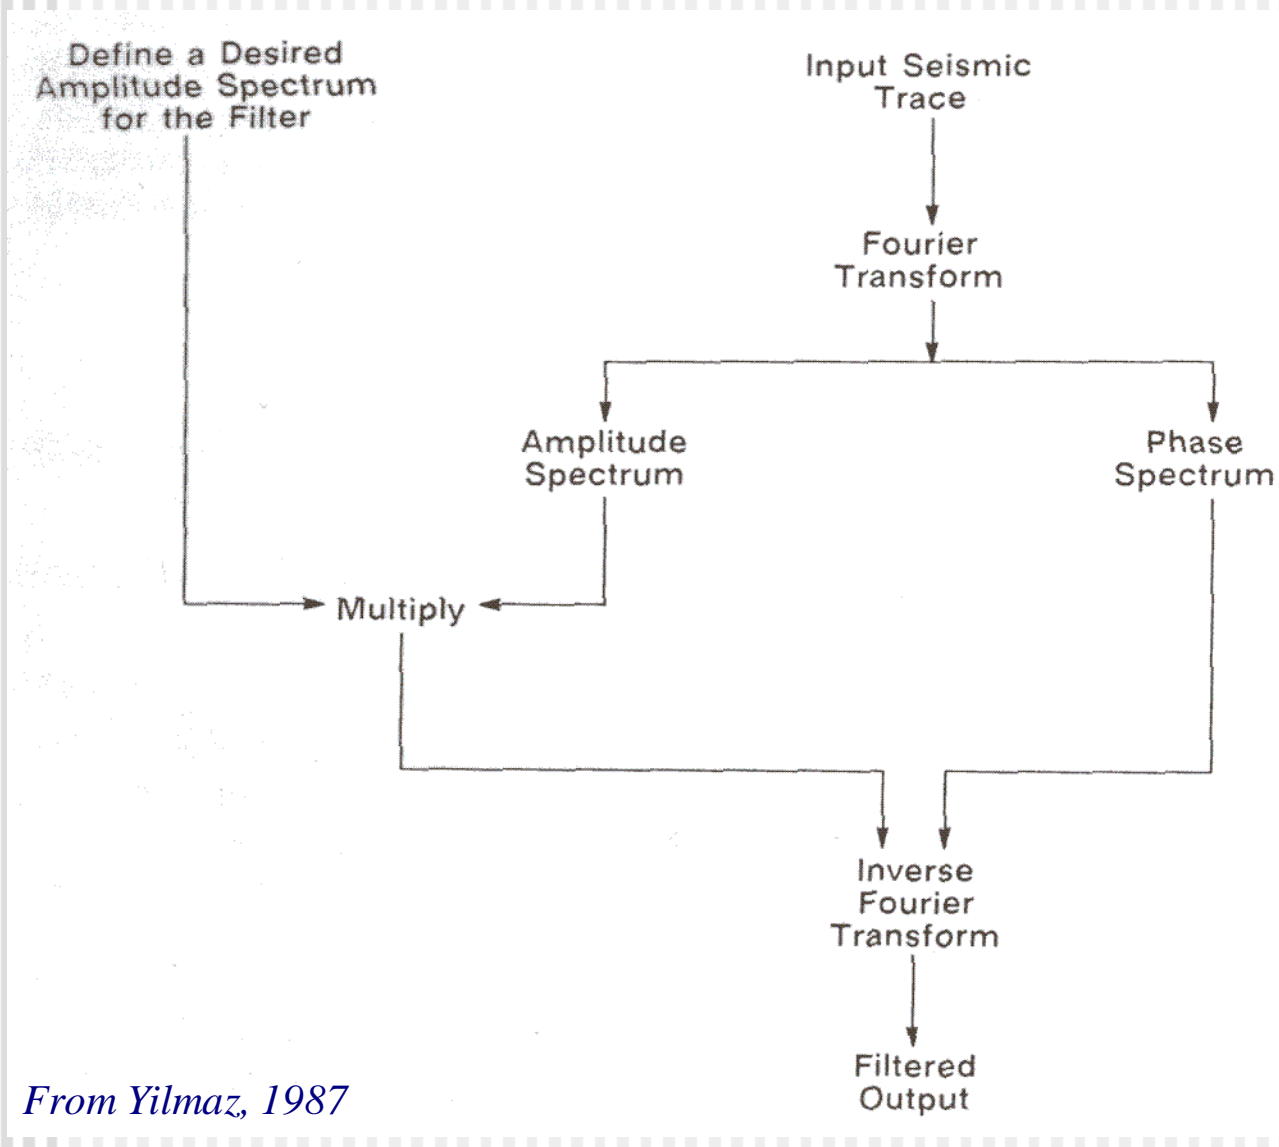 Define a Desired
Amplitude Spectrum
for the Filter
Input Seismic
Trace
Fourier
Transform
Amplitude
Spectrum
Phase
Spectrum
Multiply
Inverse
Fourier
Transform
Filtered
Output
From Yilmaz, 1987